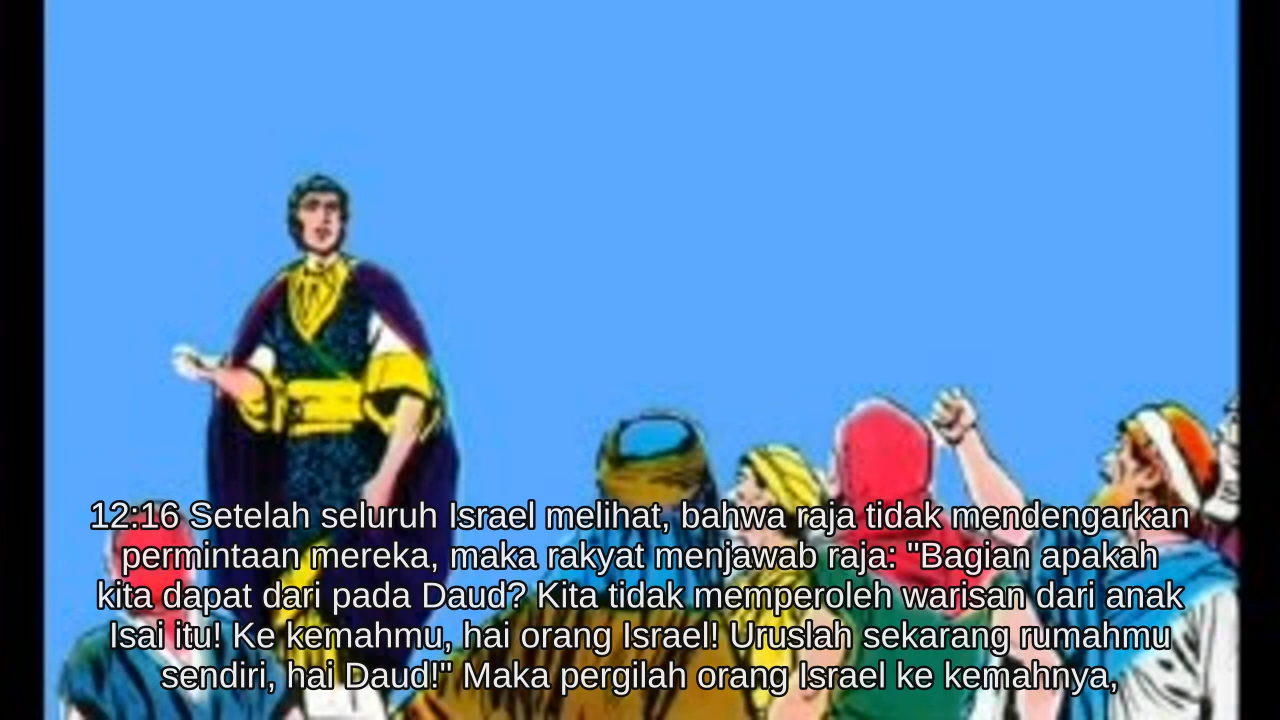 12:16 Setelah seluruh Israel melihat, bahwa raja tidak mendengarkan
permintaan mereka, maka rakyat menjawab raja: "Bagian apakah
kita dapat dari pada Daud? Kita tidak memperoleh warisan dari anak
Isai itu! Ke kemahmu, hai orang Israel! Uruslah sekarang rumahmu
sendiri, hai Daud!" Maka pergilah orang Israel ke kemahnya,